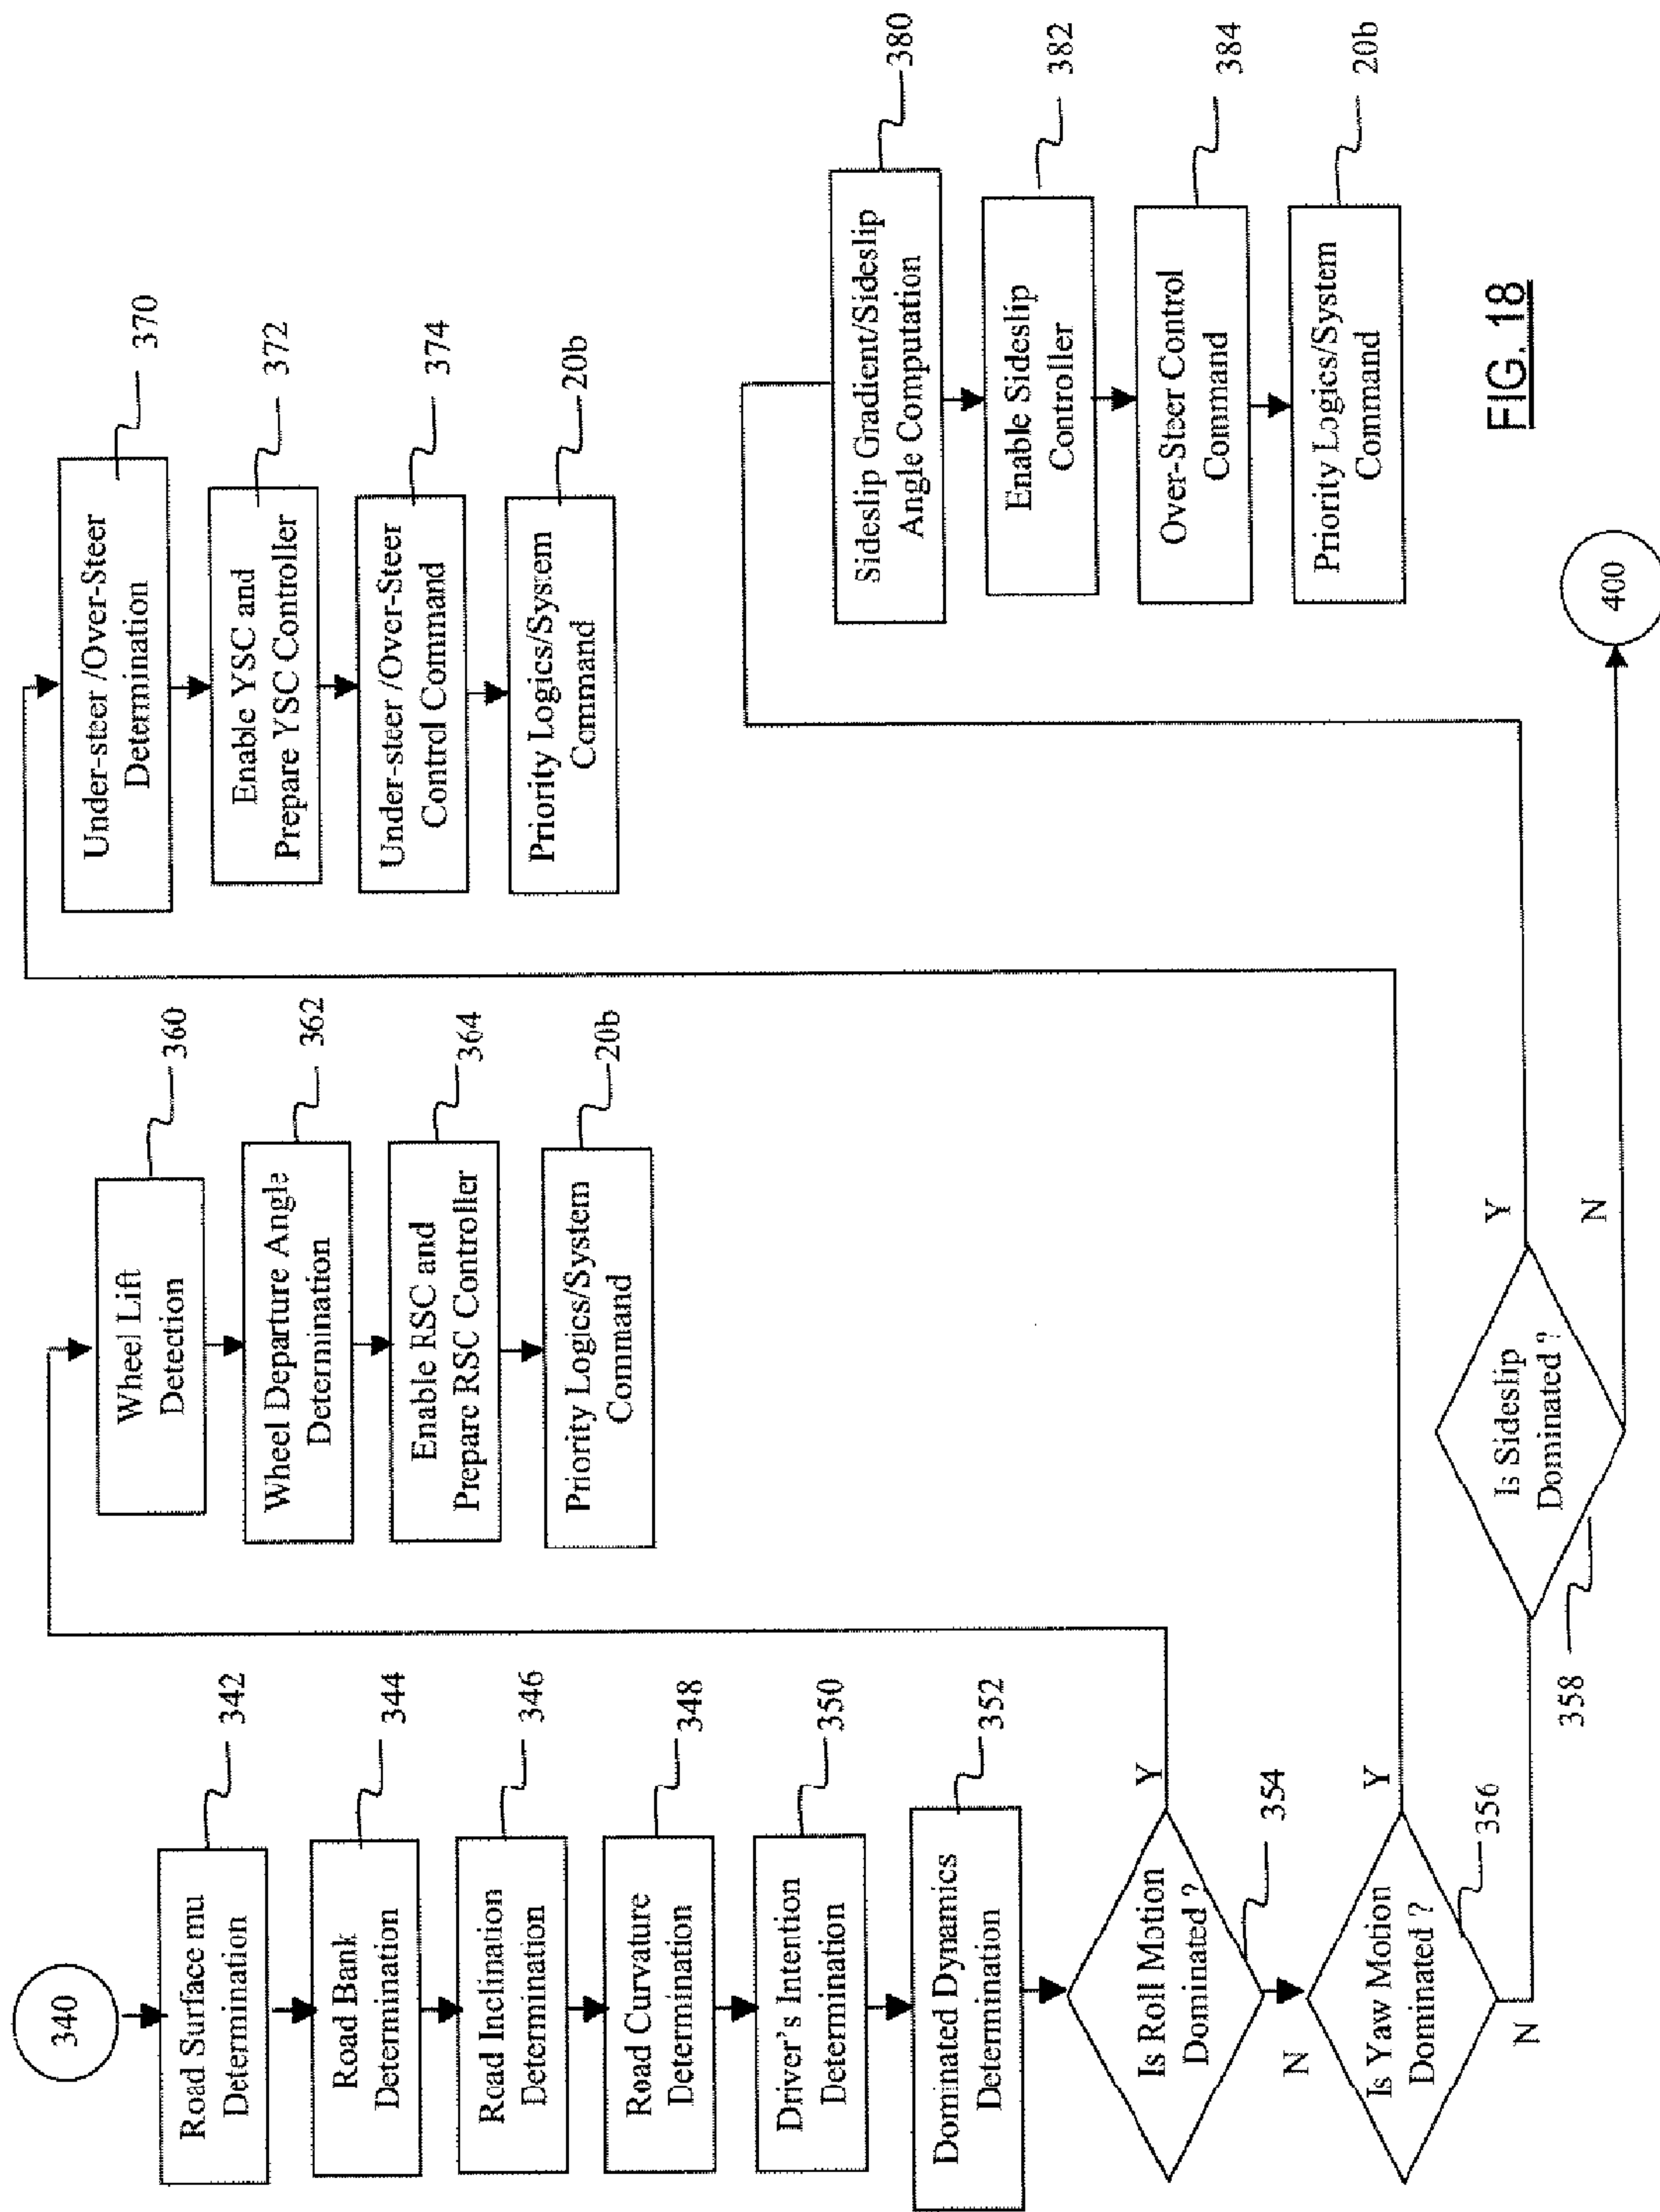 340
Road Surface mu
Determination
342
Road Bank
Determination
344
Road Inclination
Determination
346
Road Curvature
Determination
348
Driver's Intention
Determination
350
Dominated Dynamics
Determination
352
Is Roll Motion
Dominated ?
Y
354
N
Is Yaw Motion
Dominated ?
Y
356
N
Is Sideslip
Dominated ?
Y
N
358
400
Wheel Lift
Detection
360
Wheel Departure Angle
Determination
362
Enable RSC and
Prepare RSC Controller
364
Priority Logics/System
Command
20b
Under-steer /Over-Steer
Determination
370
Enable YSC and
Prepare YSC Controller
372
Under-steer /Over-Steer
Control Command
374
Priority Logics/System
Command
20b
Sideslip Gradient/Sideslip
Angle Computation
380
Enable Sideslip
Controller
382
Over-Steer Control
Command
384
Priority Logics/System
Command
20b
FIG. 18